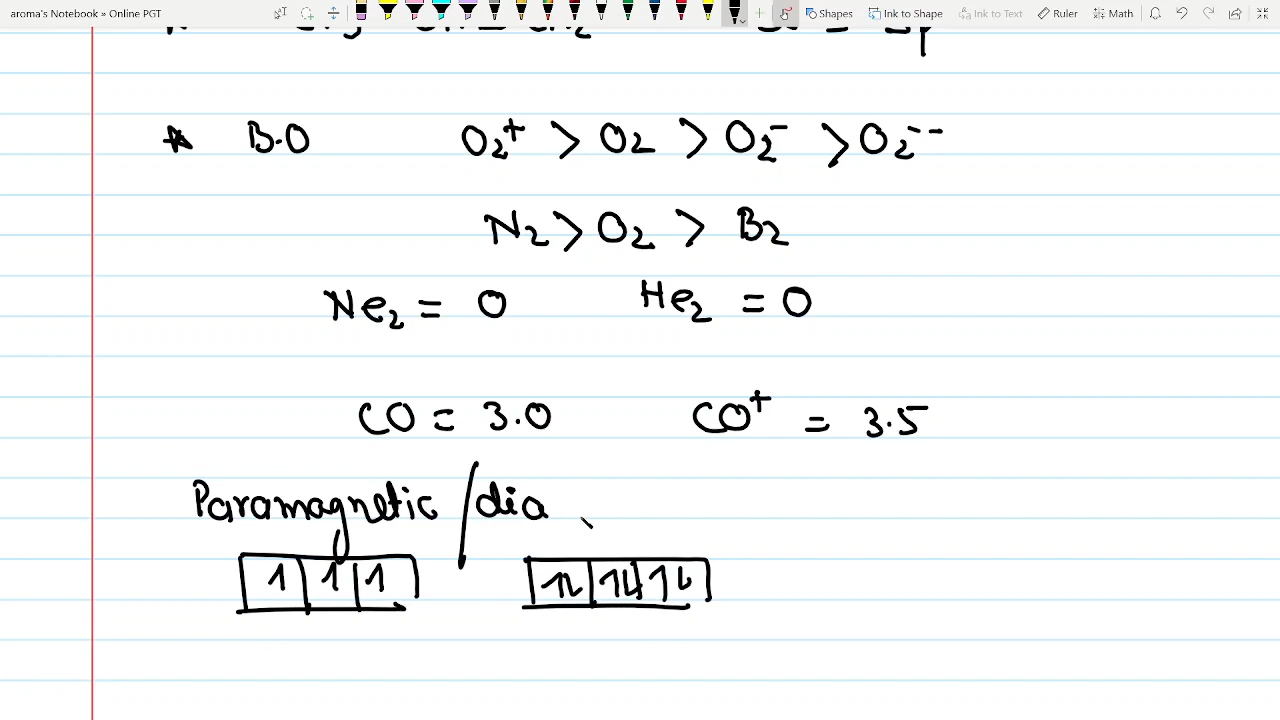 aroma's Notebook » Online PGT
Shapes Ink to Shape Ink to Text Ruler Math
* B.O O₂⁺ > O₂ > O₂⁻ > O₂⁻⁻
N₂ > O₂ > B₂
Ne₂ = 0 He₂ = 0
CO = 3.0 CO⁺ = 3.5
Paramagnetic / dia
1 1 1 1L 1L 1L